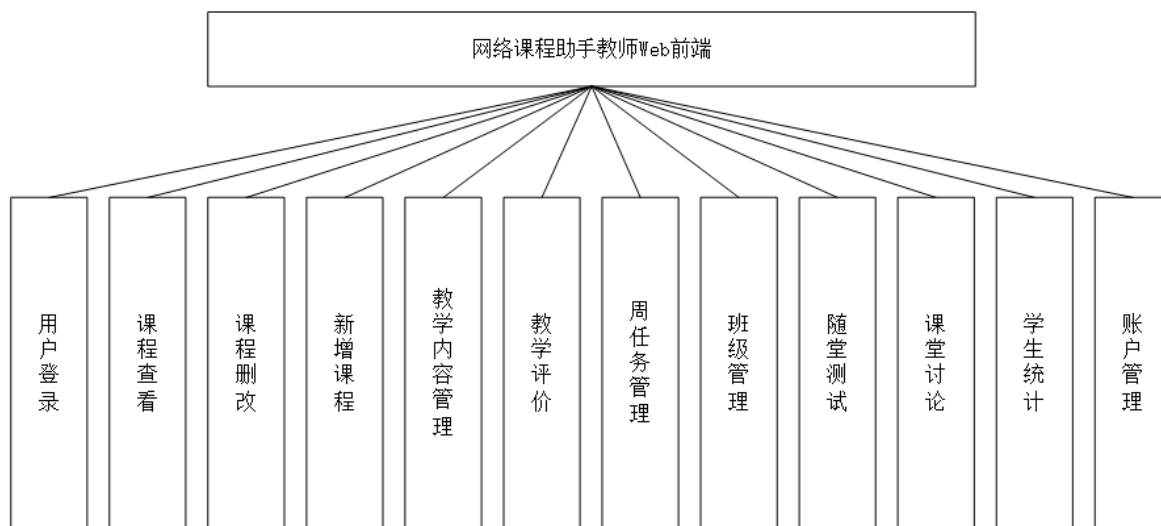 网络课程助手教师Web前端
用户登录
课程查看
课程删改
新增课程
教学内容管理
教学评价
周任务管理
班级管理
随堂测试
课堂讨论
学生统计
账户管理